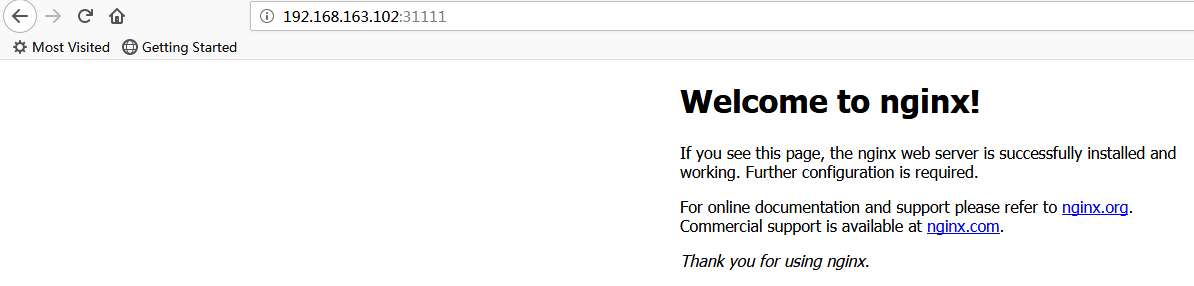 192.168.163.102:31111
Most Visited Getting Started
Welcome to nginx!
If you see this page, the nginx web server is successfully installed and
working. Further configuration is required.
For online documentation and support please refer to nginx.org.
Commercial support is available at nginx.com.
Thank you for using nginx.